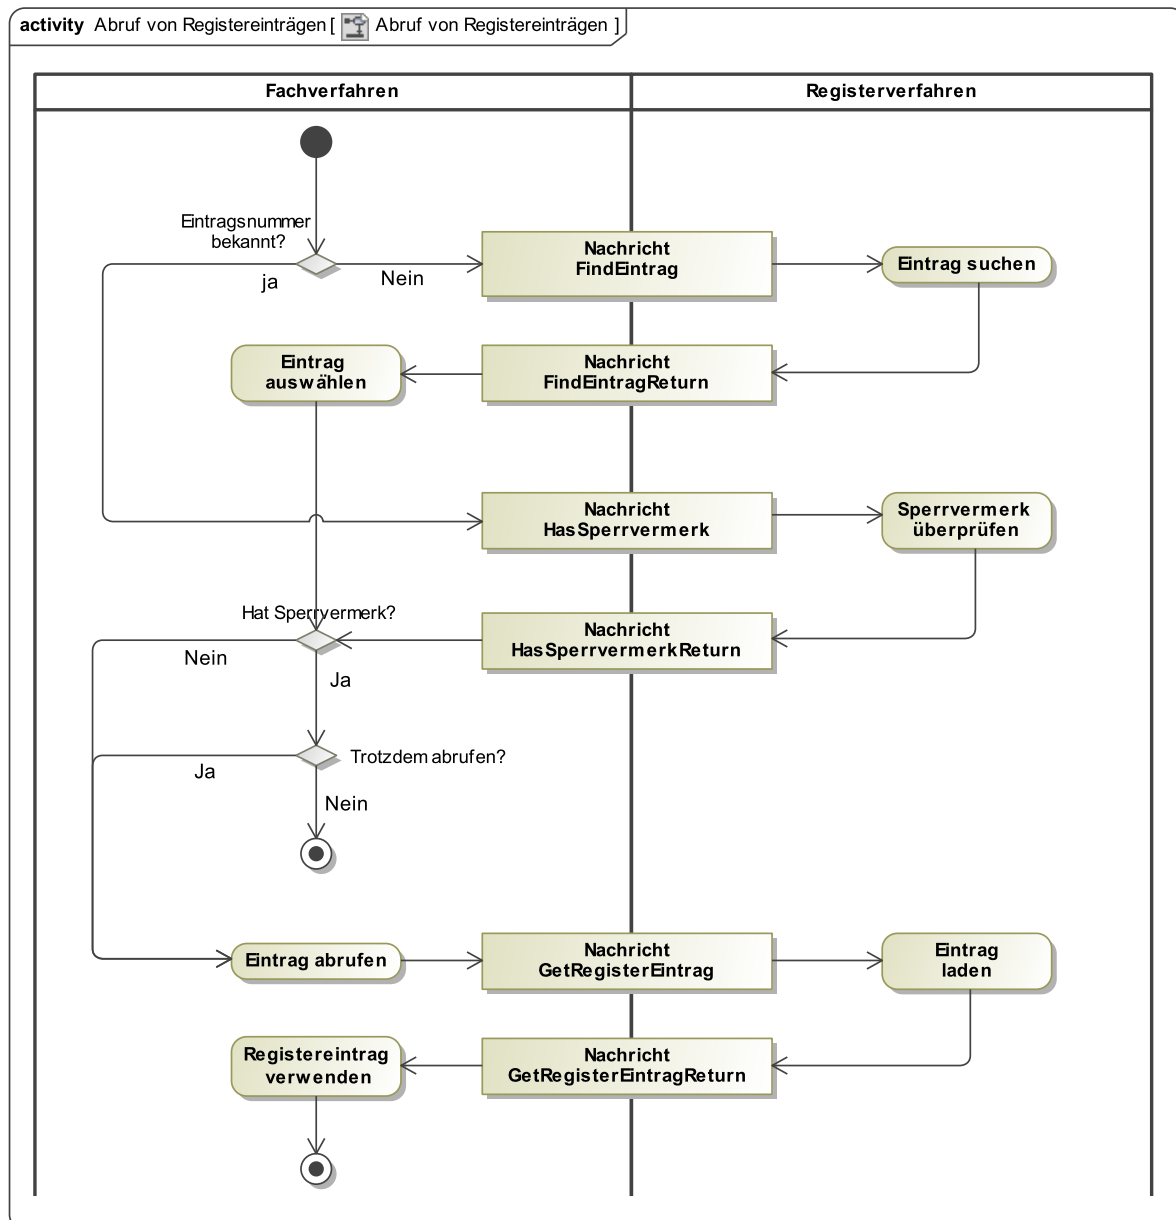 activity Abruf von Registereinträgen [ Abruf von Registereinträgen ]
Fachverfahren
Registerverfahren
Eintragsnummer
bekannt?
ja
Nein
Nachricht
FindEintrag
Eintrag suchen
Eintrag
auswählen
Nachricht
FindEintragReturn
Nachricht
HasSperrvermerk
Sperrvermerk
überprüfen
Hat Sperrvermerk?
Nein
Ja
Nachricht
HasSperrvermerkReturn
Trotzdem abrufen?
Ja
Nein
Eintrag abrufen
Nachricht
GetRegisterEintrag
Eintrag
laden
Registereintrag
verwenden
Nachricht
GetRegisterEintragReturn